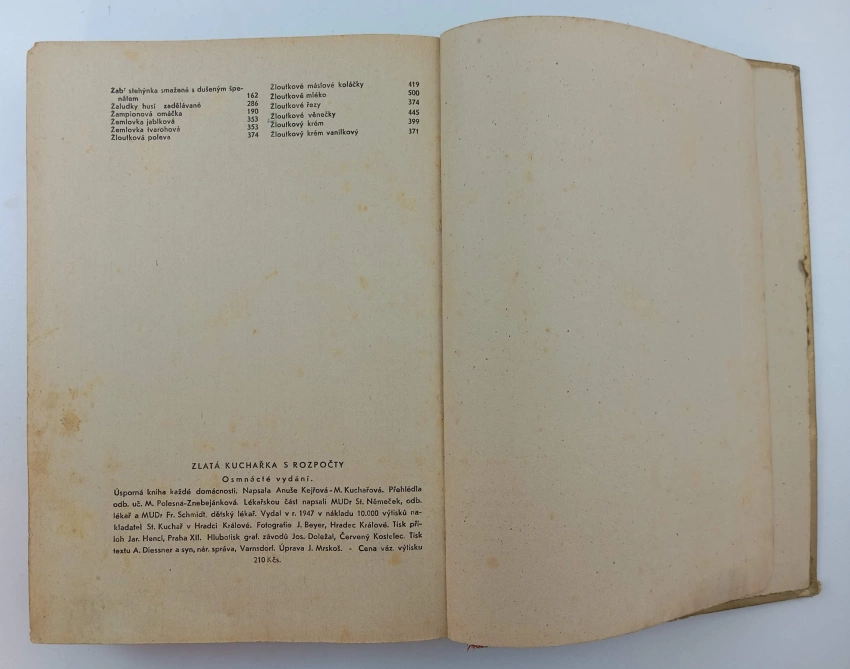 Žabí stehýnka smažená s dušeným špe-
nátem 162
Žaludky husí zadělávané 286
Žampionová omáčka 190
Žemlovka jablková 353
Žemlovka tvarohová 353
Žloutková poleva 374
Žloutkové máslové koláčky 419
Žloutkové mléko 500
Žloutkové řezy 374
Žloutkové věnečky 445
Žloutkový krém 399
Žloutkový krém vanilkový 371
ZLATÁ KUCHAŘKA S ROZPOČTY
Osmnácté vydání.
Úsporná kniha každé domácnosti. Napsala Anuše Kejřová-M. Kuchařová. Přehlédla
odb. uč. M. Polesná-Znebejánková. Lékařskou část napsali MUDr St. Němeček, odb.
lékař a MUDr Fr. Schmidt, dětský lékař. Vydal v r. 1947 v nákladu 10.000 výtisků na-
kladatel St. Kuchař v Hradci Králové. Fotografie J. Beyer, Hradec Králové. Tisk pří-
loh Jar. Hencl, Praha XII. Hlubotisk graf. závodů Jos. Doležal, Červený Kostelec. Tisk
textu A. Diessner a syn, nár. správa, Varnsdorf. Úprava J. Mrskoš. - Cena váz. výtisku
210 Kčs.